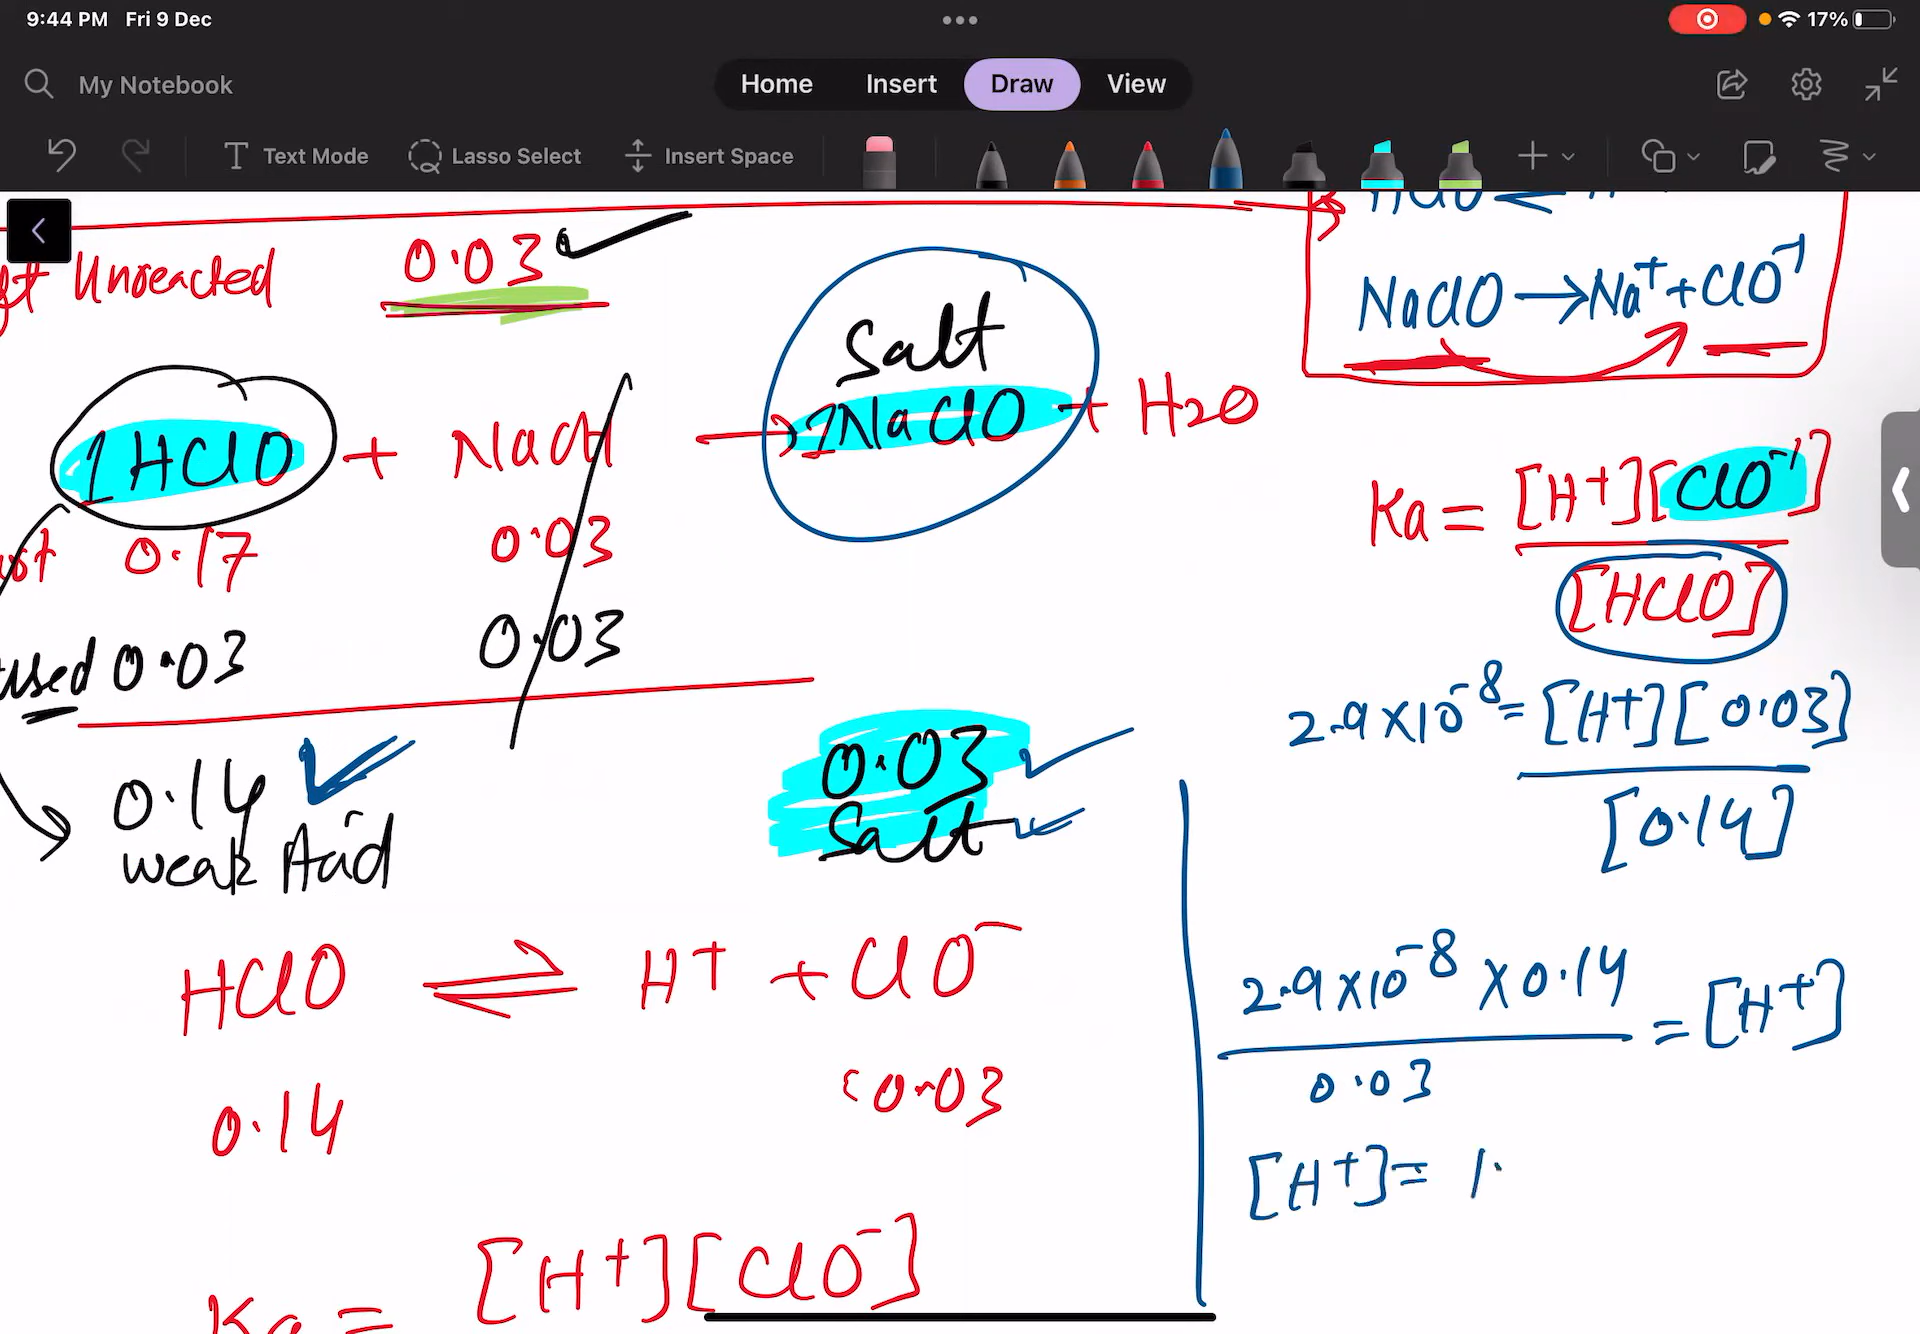 9:44 PM Fri 9 Dec
17%
My Notebook
Home Insert Draw View
Text Mode Lasso Select Insert Space
Unreacted 0.03
HClO ⇌ H
NaClO → Na+ + ClO-1
Salt
1HClO + NaOH → 1NaClO + H2O
0.17 0.03
used 0.03 0.03
0.14 0.03
weak Acid Salt
HClO ⇌ H+ + ClO-
0.14 0.03
Ka = [H+][ClO-]
Ka = [H+][ClO-1]
[HClO]
2.9×10-8 = [H+][0.03]
[0.14]
2.9×10-8 × 0.14 = [H+]
0.03
[H+] = 1.